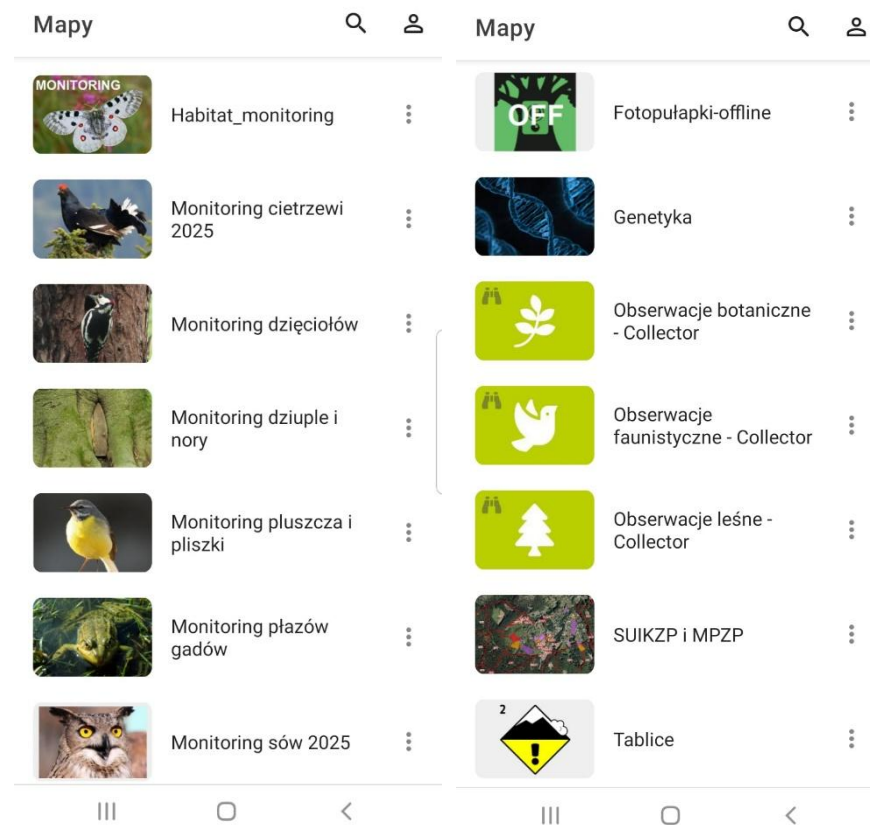 Mapy
MONITORING
Habitat_monitoring
Monitoring cietrzewi
2025
Monitoring dzięciołów
Monitoring dziuple i
nory
Monitoring pluszcza i
pliszki
Monitoring płazów
gadów
Monitoring sów 2025
Mapy
OFF
Fotopułapki-offline
Genetyka
Obserwacje botaniczne
- Collector
Obserwacje
faunistyczne - Collector
Obserwacje leśne -
Collector
SUIKZP i MPZP
2
!
Tablice